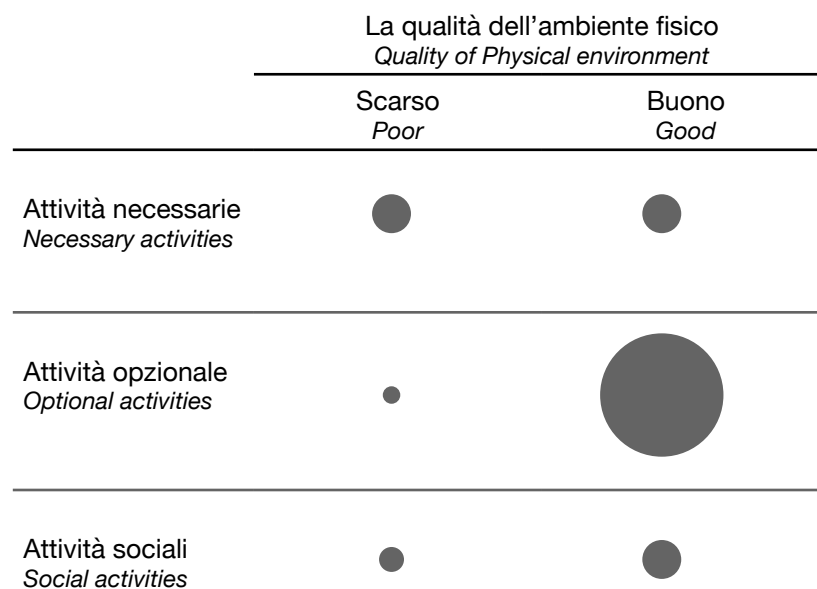 La qualità dell'ambiente fisico
Quality of Physical environment
Scarso
Poor
Buono
Good
Attività necessarie
Necessary activities
Attività opzionale
Optional activities
Attività sociali
Social activities